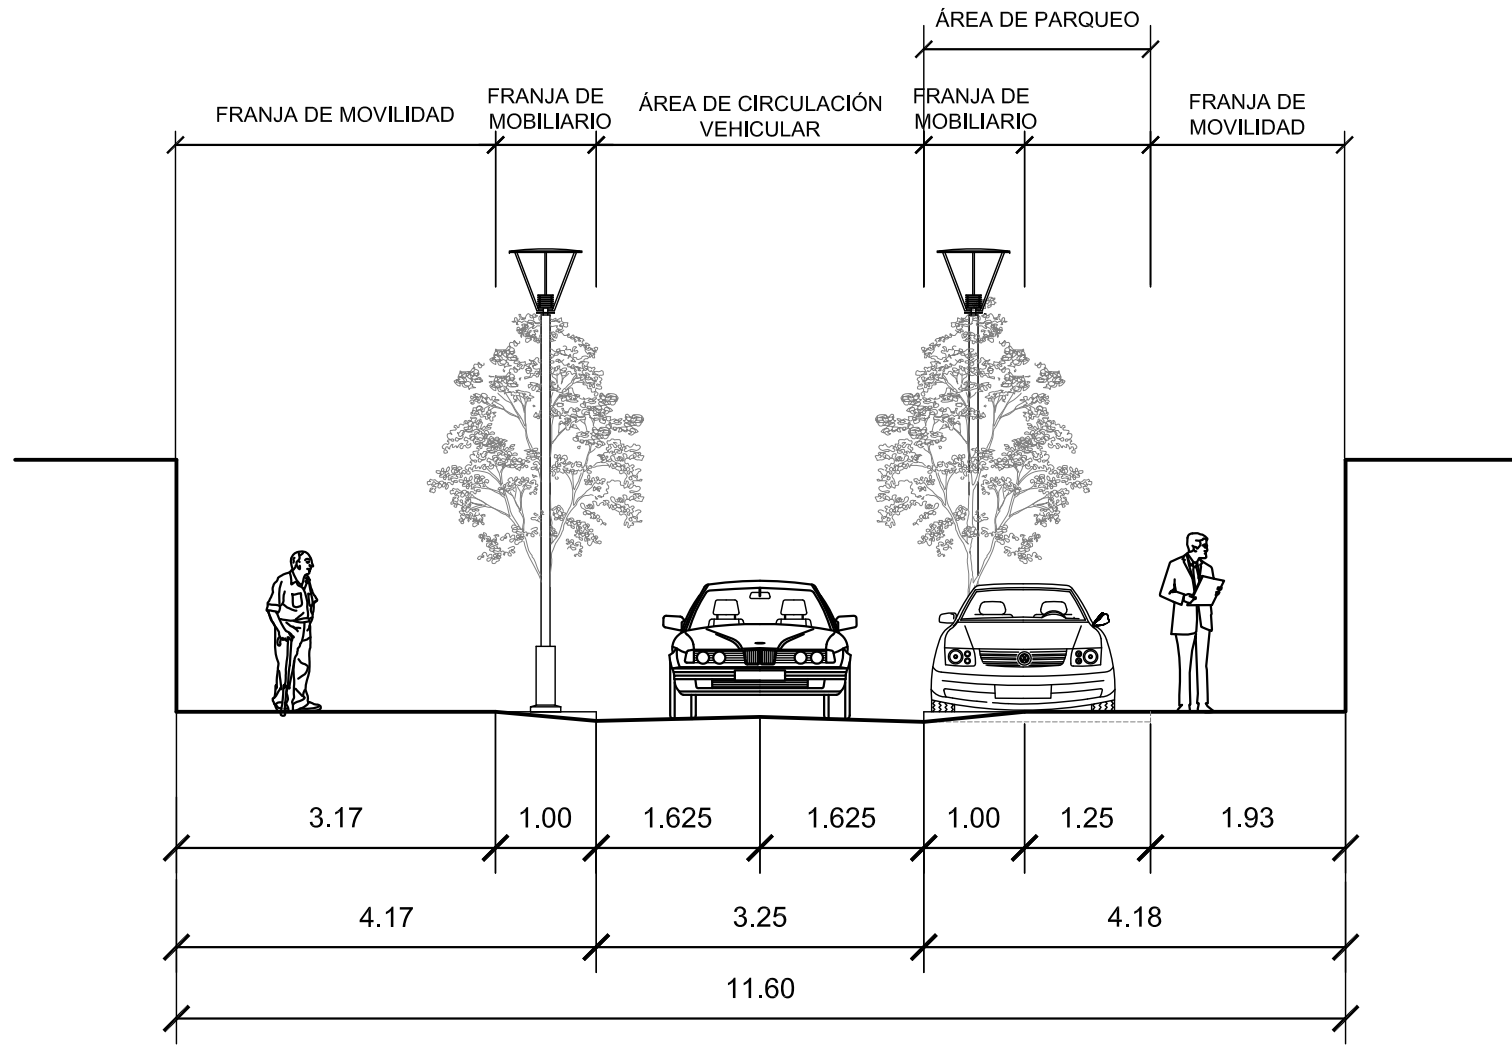 ÁREA DE PARQUEO
FRANJA DE MOVILIDAD
FRANJA DE
MOBILIARIO
ÁREA DE CIRCULACIÓN
VEHICULAR
FRANJA DE
MOBILIARIO
FRANJA DE
MOVILIDAD
3.17
1.00
1.625
1.625
1.00
1.25
1.93
4.17
3.25
4.18
11.60